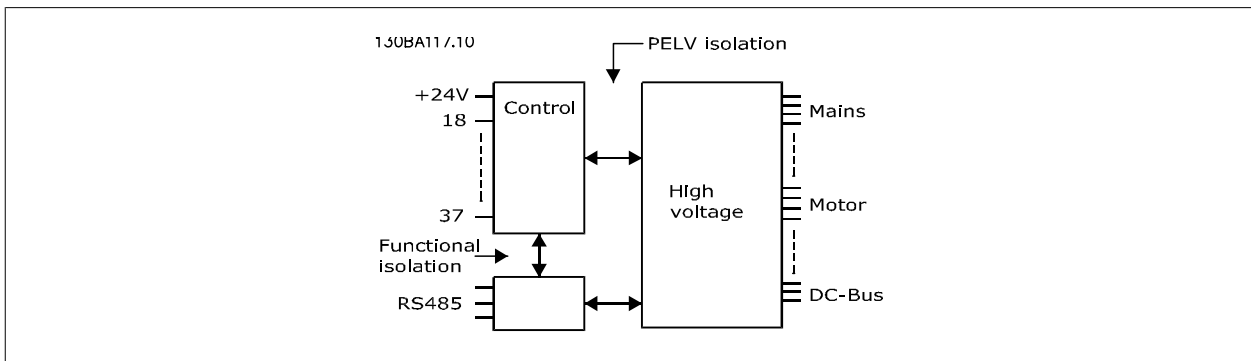 130BA117.10
PELV isolation
+24V
Control
18
Mains
High
voltage
37
Motor
Functional
isolation
RS485
DC-Bus